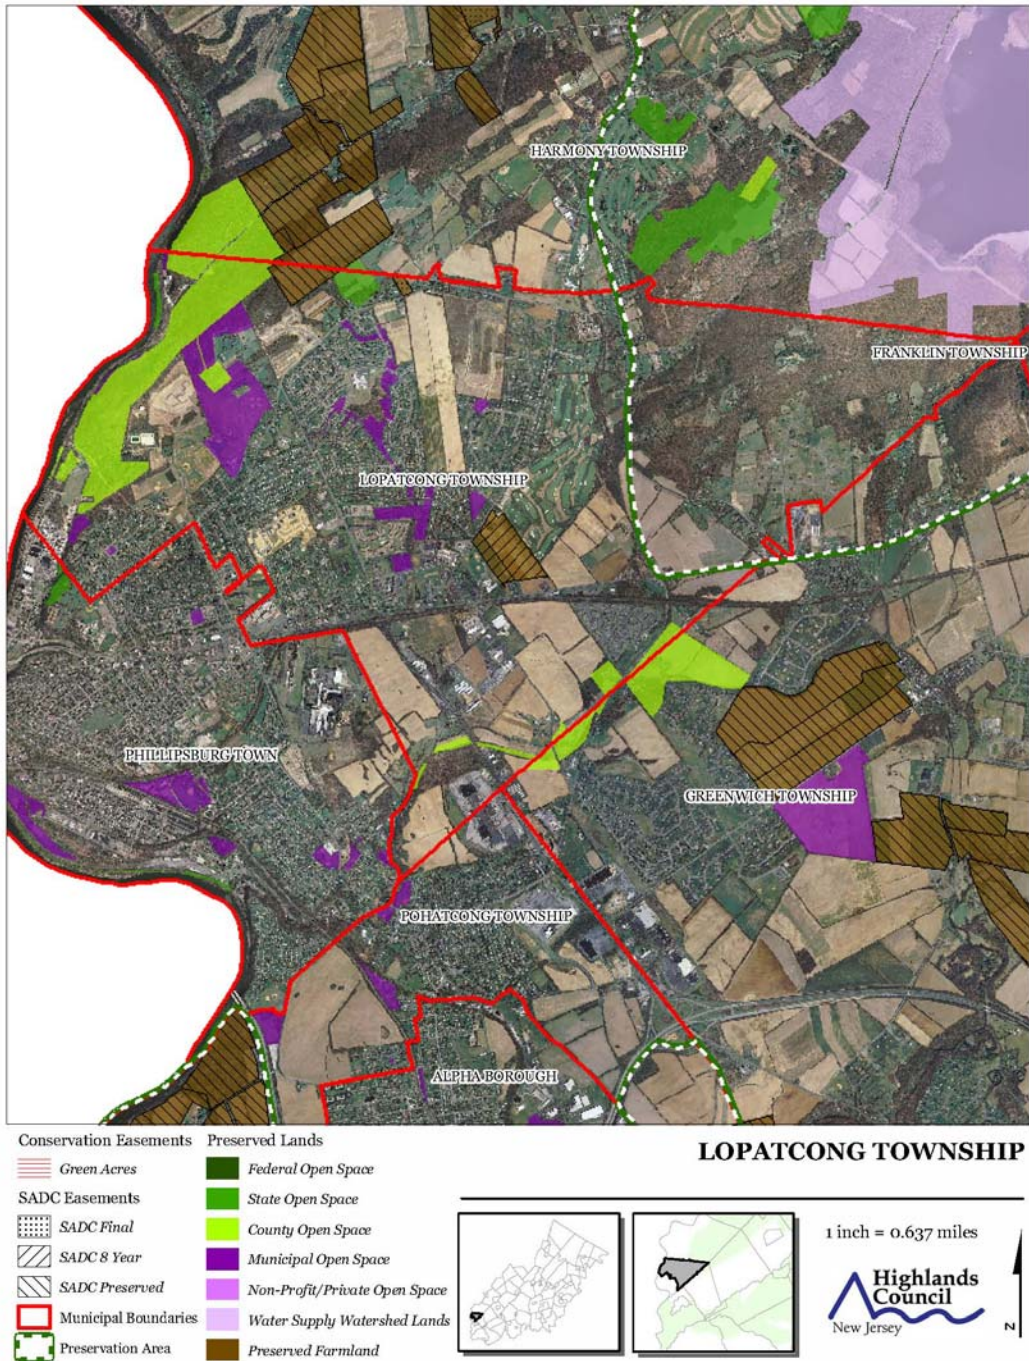 HARMONY TOWNSHIP
FRANKLIN TOWNSHIP
LOPATCONG TOWNSHIP
PHILLIPSBURG TOWN
GREENWICH TOWNSHIP
POHATCONG TOWNSHIP
ALPHA BOROUGH
Conservation Easements
Green Acres
SADC Easements
SADC Final
SADC 8 Year
SADC Preserved
Municipal Boundaries
Preservation Area
Preserved Lands
Federal Open Space
State Open Space
County Open Space
Municipal Open Space
Non-Profit/Private Open Space
Water Supply Watershed Lands
Preserved Farmland
LOPATCONG TOWNSHIP
1 inch = 0.637 miles
Highlands
Council
New Jersey
N